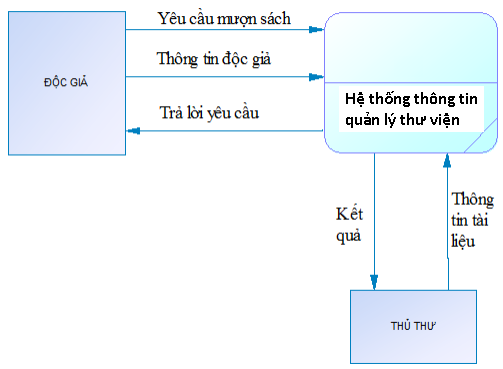 Yêu cầu mượn sách
Thông tin độc giả
ĐỘC GIẢ
Trả lời yêu cầu
Hệ thống thông tin
quản lý thư viện
Kết
quả
Thông
tin tài
liệu
THỦ THƯ